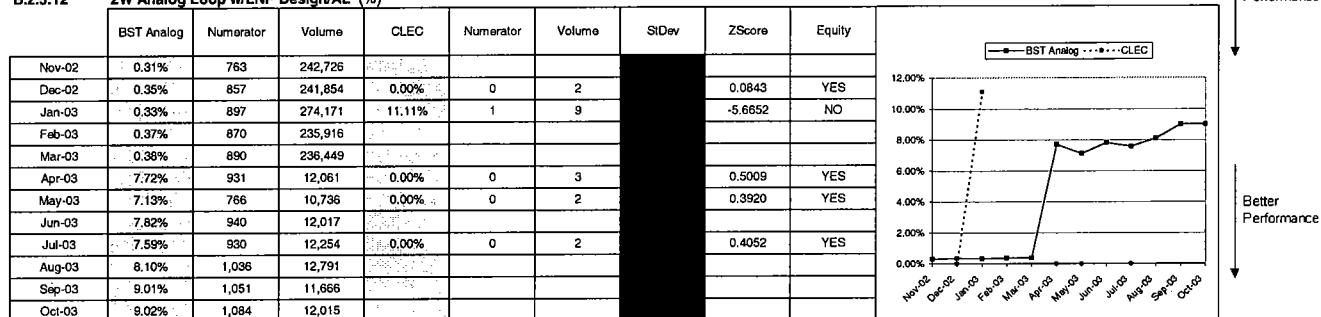 B.2.5.12 2W Analog Loop w/LNP Design/AL (%)
Performance
BST Analog Numerator Volume CLEC Numerator Volume StDev ZScore Equity
Nov-02 0.31% 763 242,726
Dec-02 0.35% 857 241,854 0.00% 0 2 0.0843 YES
Jan-03 0.33% 897 274,171 11.11% 1 9 -5.6652 NO
Feb-03 0.37% 870 235,916
Mar-03 0.38% 890 236,449
Apr-03 7.72% 931 12,061 0.00% 0 3 0.5009 YES
May-03 7.13% 766 10,736 0.00% 0 2 0.3920 YES
Jun-03 7.82% 940 12,017
Jul-03 7.59% 930 12,254 0.00% 0 2 0.4052 YES
Aug-03 8.10% 1,036 12,791
Sep-03 9.01% 1,051 11,666
Oct-03 9.02% 1,084 12,015
BST Analog CLEC
12.00%
10.00%
8.00%
6.00%
4.00%
2.00%
0.00%
Nov-02 Dec-02 Jan-03 Feb-03 Mar-03 Apr-03 May-03 Jun-03 Jul-03 Aug-03 Sep-03 Oct-03
Better
Performance